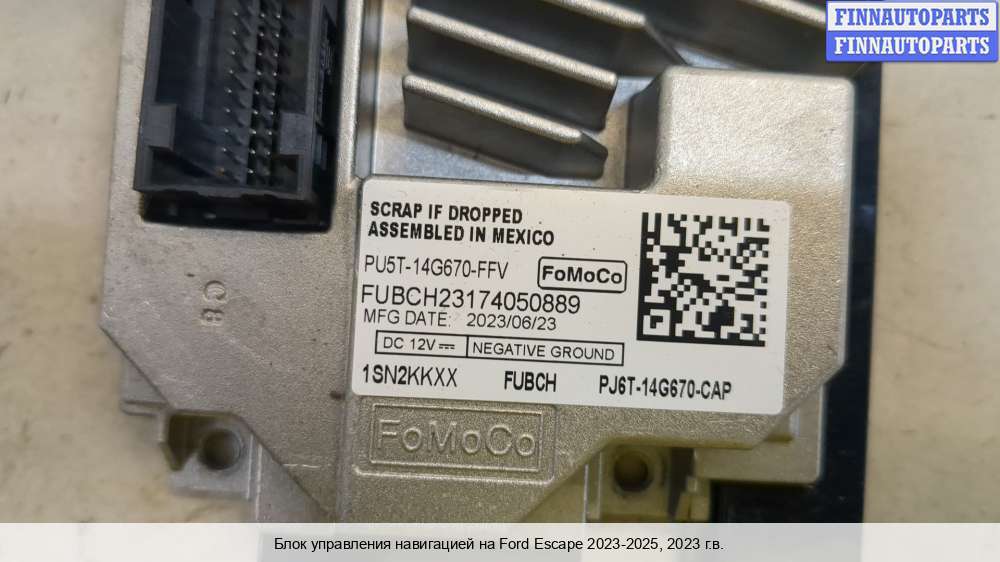 FINNAUTOPARTS
FINNAUTOPARTS
SCRAP IF DROPPED
ASSEMBLED IN MEXICO
PU5T-14G670-FFV FoMoCo
FUBCH23174050889
MFG DATE: 2023/06/23
DC 12V⎓ NEGATIVE GROUND
1SN2KKXX FUBCH PJ6T-14G670-CAP
C8
FoMoCo
Блок управления навигацией на Ford Escape 2023-2025, 2023 г.в.